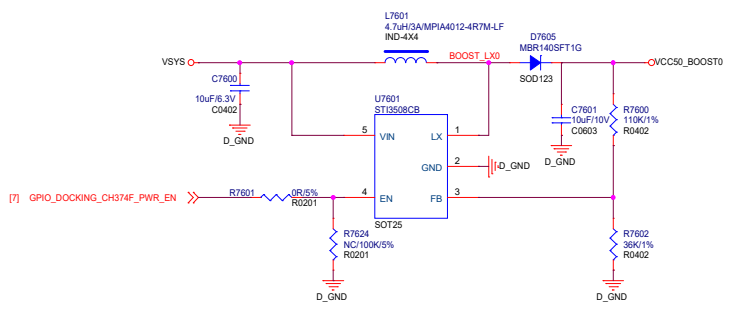 L7601
4.7uH/3A/MPIA4012-4R7M-LF
IND-4X4
D7605
MBR140SFT1G
VSYS
BOOST_LX0
VCC50_BOOST0
SOD123
C7600
10uF/6.3V
C0402
D_GND
U7601
STI3508CB
C7601
10uF/10V
C0603
D_GND
R7600
110K/1%
R0402
5
VIN
LX
1
GND
2
D_GND
[7] GPIO_DOCKING_CH374F_PWR_EN
R7601
0R/5%
R0201
4
EN
FB
3
SOT25
R7624
NC/100K/5%
R0201
D_GND
R7602
36K/1%
R0402
D_GND